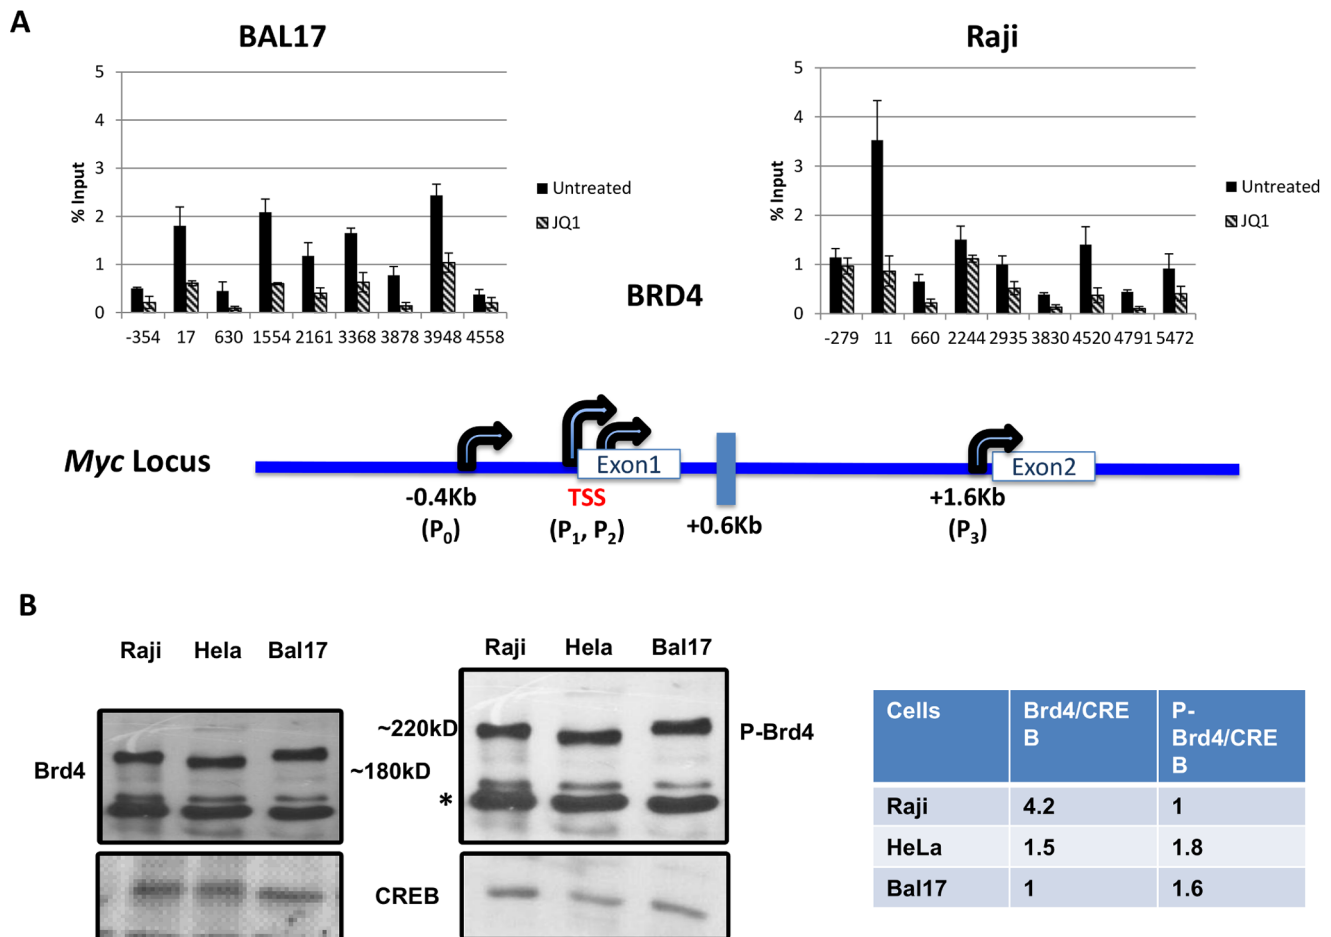 A
BAL17
Raji
5
4
3
2
1
0
% Input
-354 17 630 1554 2161 3368 3878 3948 4558
Untreated
JQ1
BRD4
5
4
3
2
1
0
% Input
-279 11 660 2244 2935 3830 4520 4791 5472
Untreated
JQ1
Myc Locus
Exon1
Exon2
-0.4Kb
(P0)
TSS
(P1, P2)
+0.6Kb
+1.6Kb
(P3)
B
Raji Hela Bal17
Raji Hela Bal17
Brd4
~220kD
~180kD
*
P-Brd4
CREB
Cells Brd4/CRE P-
B Brd4/CRE
B
Raji 4.2 1
HeLa 1.5 1.8
Bal17 1 1.6